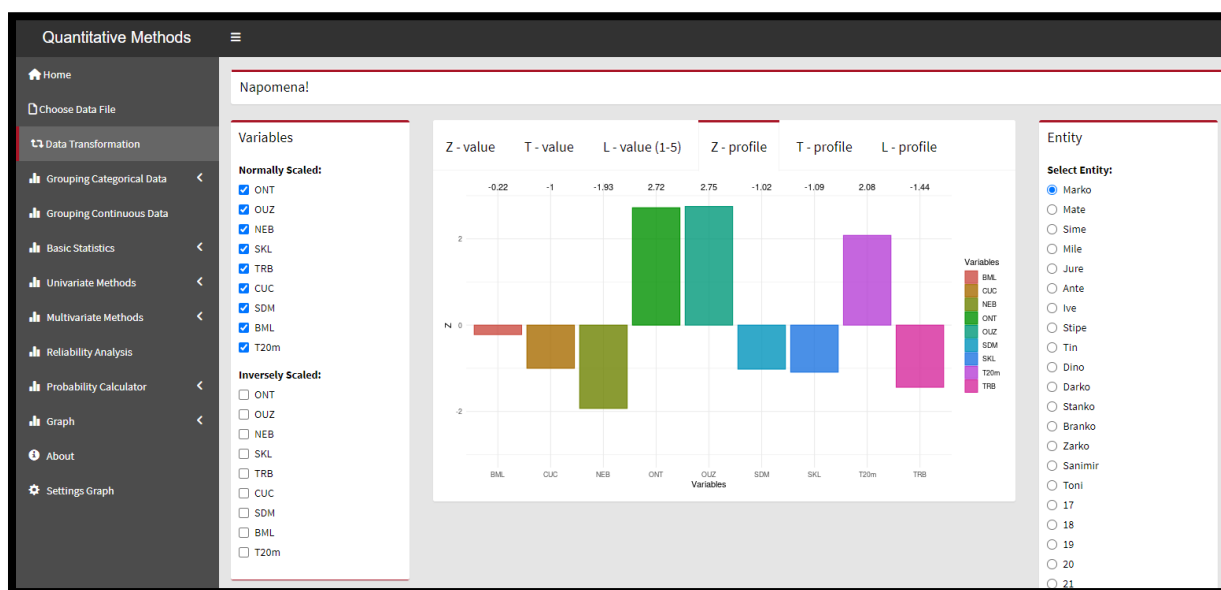 Quantitative Methods
Home
Choose Data File
Data Transformation
Grouping Categorical Data
Grouping Continuous Data
Basic Statistics
Univariate Methods
Multivariate Methods
Reliability Analysis
Probability Calculator
Graph
About
Settings Graph
Napomena!
Variables
Normally Scaled:
ONT
OUZ
NEB
SKL
TRB
CUC
SDM
BML
T20m
Inversely Scaled:
ONT
OUZ
NEB
SKL
TRB
CUC
SDM
BML
T20m
Z - value T - value L - value (1-5) Z - profile T - profile L - profile
-0.22 -1 -1.93 2.72 2.75 -1.02 -1.09 2.08 -1.44
2
Z 0
-2
BML CUC NEB ONT OUZ SDM SKL T20m TRB
Variables
Variables
BML
CUC
NEB
ONT
OUZ
SDM
SKL
T20m
TRB
Entity
Select Entity:
Marko
Mate
Sime
Mile
Jure
Ante
Ive
Stipe
Tin
Dino
Darko
Stanko
Branko
Zarko
Sanimir
Toni
17
18
19
20
21